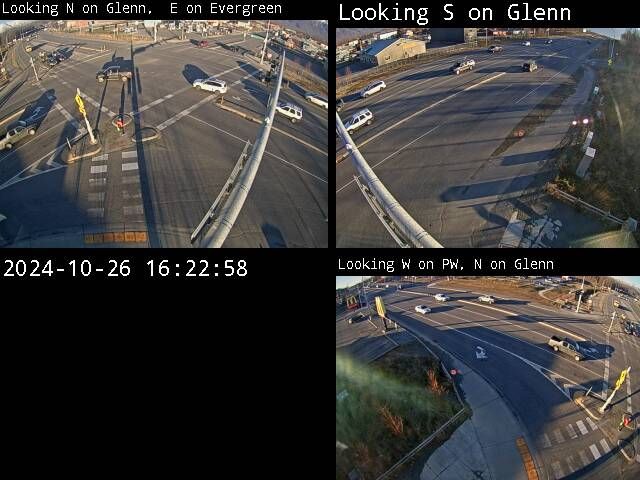 Looking N on Glenn, E on Evergreen
Looking S on Glenn
2024-10-26 16:22:58
Looking W on PW, N on Glenn